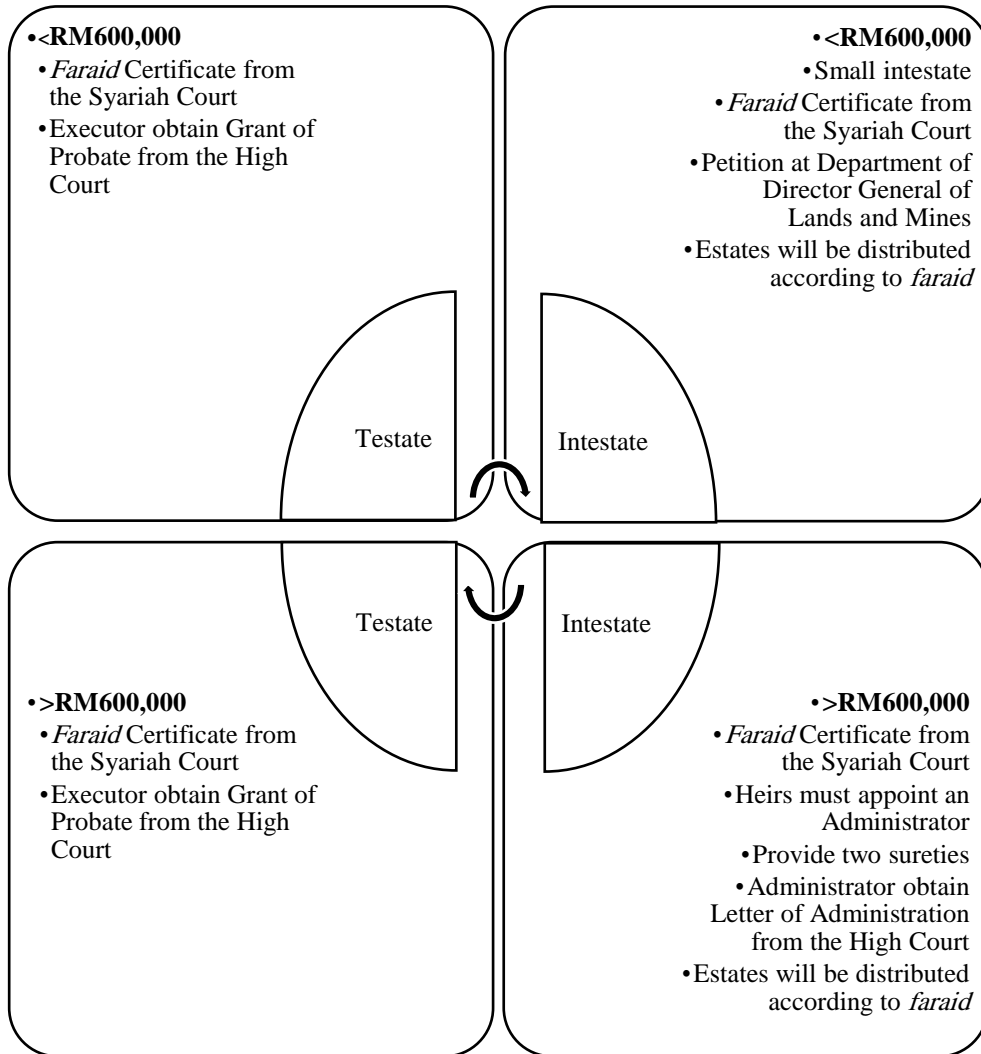 •<RM600,000
•Faraid Certificate from
the Syariah Court
•Executor obtain Grant of
Probate from the High
Court
Testate
•<RM600,000
•Small intestate
•Faraid Certificate from
the Syariah Court
•Petition at Department of
Director General of
Lands and Mines
•Estates will be distributed
according to faraid
Intestate
Testate
•>RM600,000
•Faraid Certificate from
the Syariah Court
•Executor obtain Grant of
Probate from the High
Court
Intestate
•>RM600,000
•Faraid Certificate from
the Syariah Court
•Heirs must appoint an
Administrator
•Provide two sureties
•Administrator obtain
Letter of Administration
from the High Court
•Estates will be distributed
according to faraid